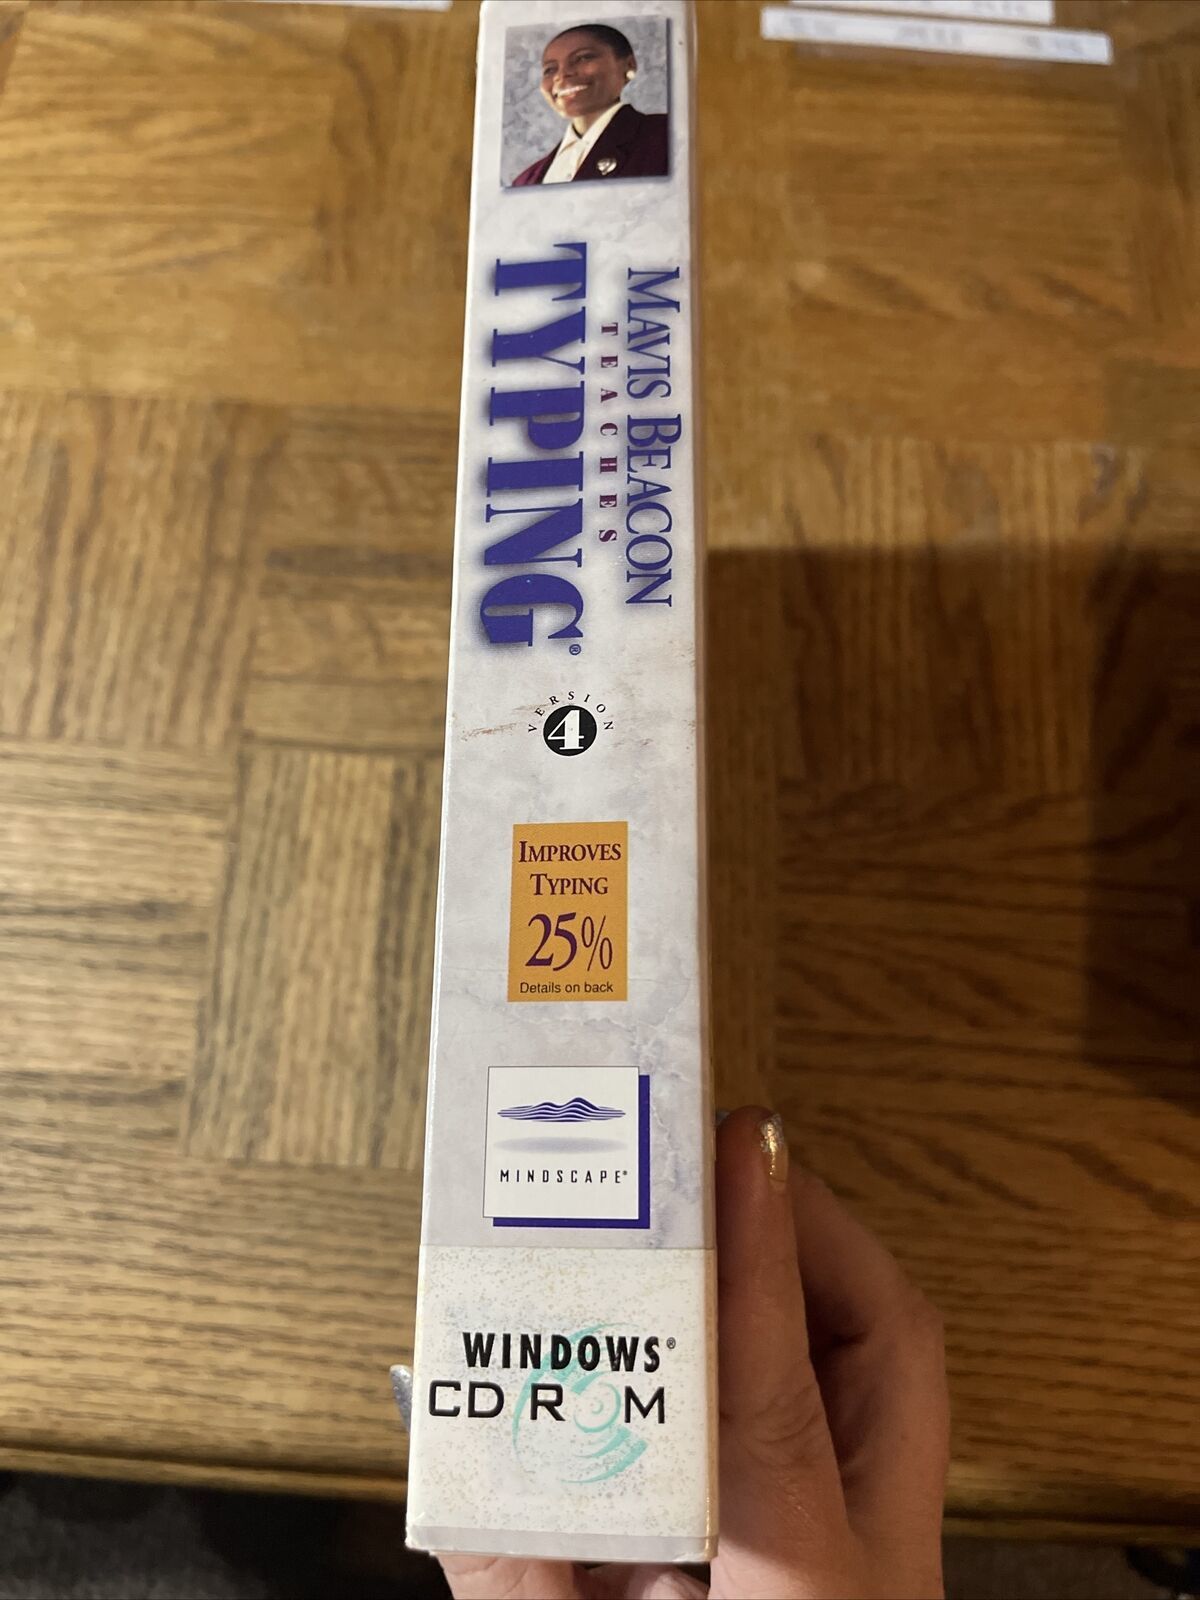 MAVIS BEACON
TEACHES
TYPING®
VERSION
4
IMPROVES
TYPING
25%
Details on back
MINDSCAPE®
WINDOWS®
CD ROM